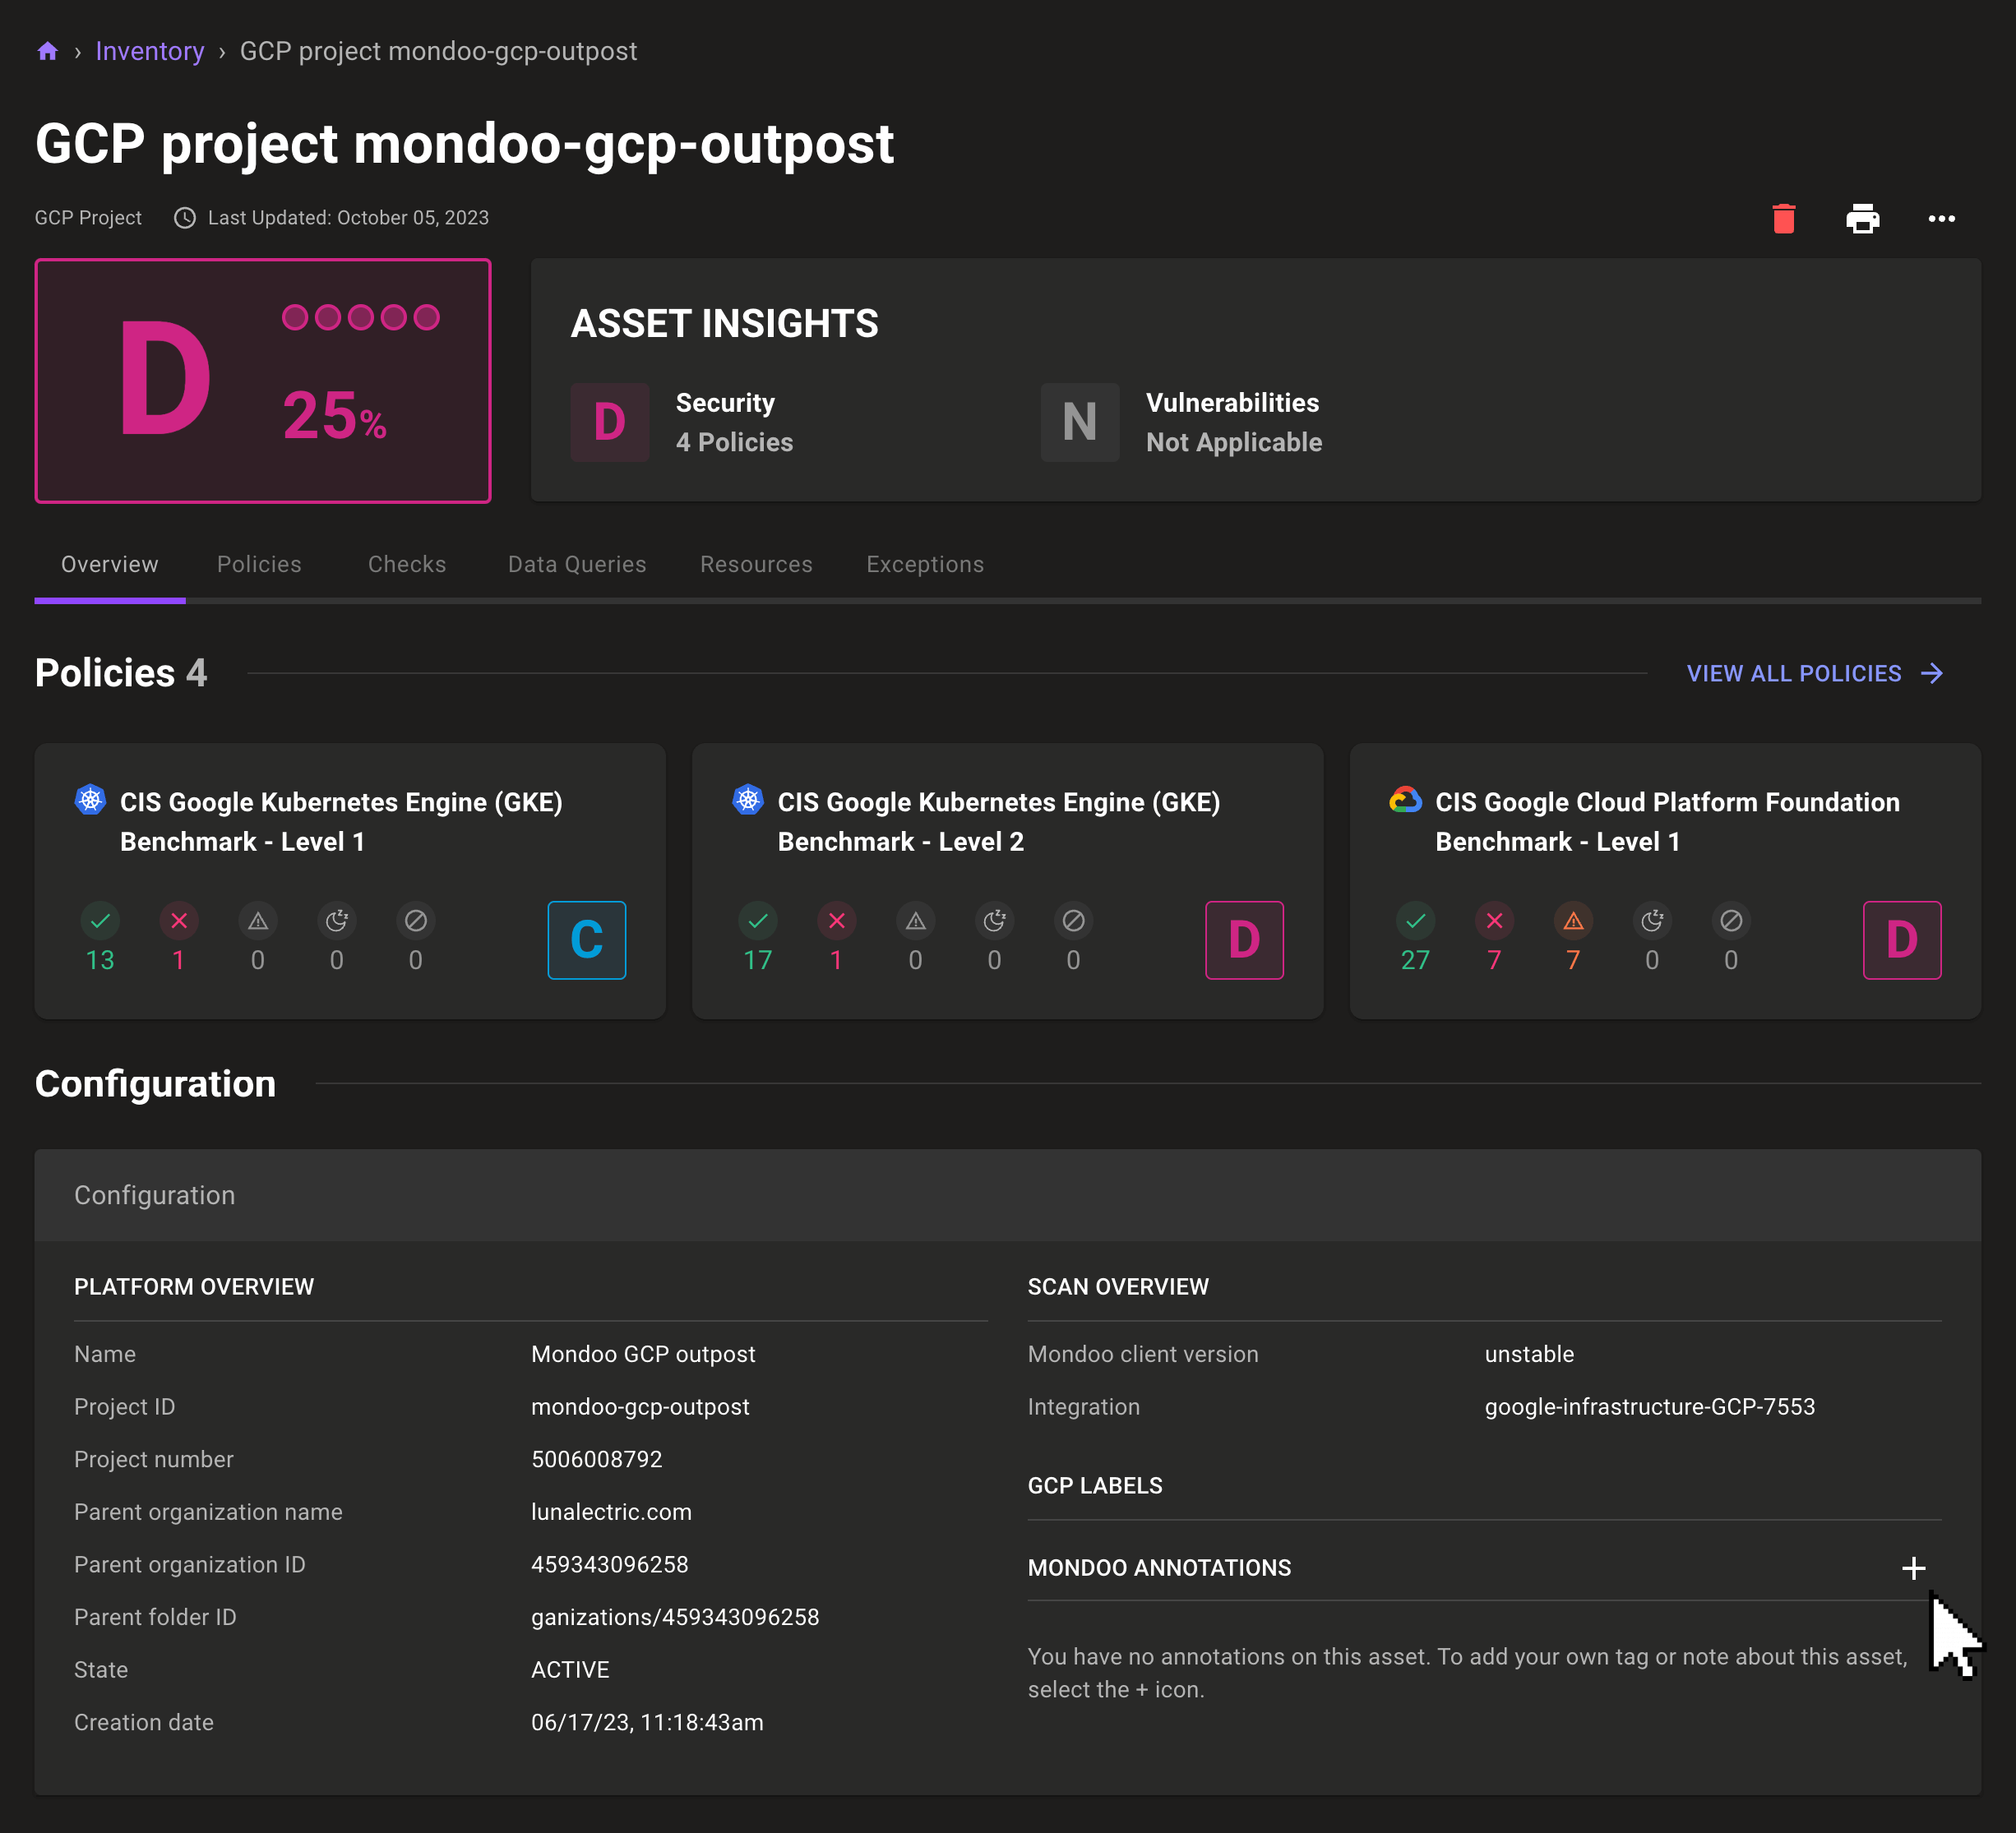 › Inventory › GCP project mondoo-gcp-outpost
GCP project mondoo-gcp-outpost
GCP Project Last Updated: October 05, 2023
D
25%
ASSET INSIGHTS
D Security
4 Policies
N Vulnerabilities
Not Applicable
Overview Policies Checks Data Queries Resources Exceptions
Policies 4
VIEW ALL POLICIES →
CIS Google Kubernetes Engine (GKE)
Benchmark - Level 1
13 1 0 0 0
C
CIS Google Kubernetes Engine (GKE)
Benchmark - Level 2
17 1 0 0 0
D
CIS Google Cloud Platform Foundation
Benchmark - Level 1
27 7 7 0 0
D
Configuration
Configuration
PLATFORM OVERVIEW
Name Mondoo GCP outpost
Project ID mondoo-gcp-outpost
Project number 5006008792
Parent organization name lunalectric.com
Parent organization ID 459343096258
Parent folder ID ganizations/459343096258
State ACTIVE
Creation date 06/17/23, 11:18:43am
SCAN OVERVIEW
Mondoo client version unstable
Integration google-infrastructure-GCP-7553
GCP LABELS
MONDOO ANNOTATIONS +
You have no annotations on this asset. To add your own tag or note about this asset,
select the + icon.